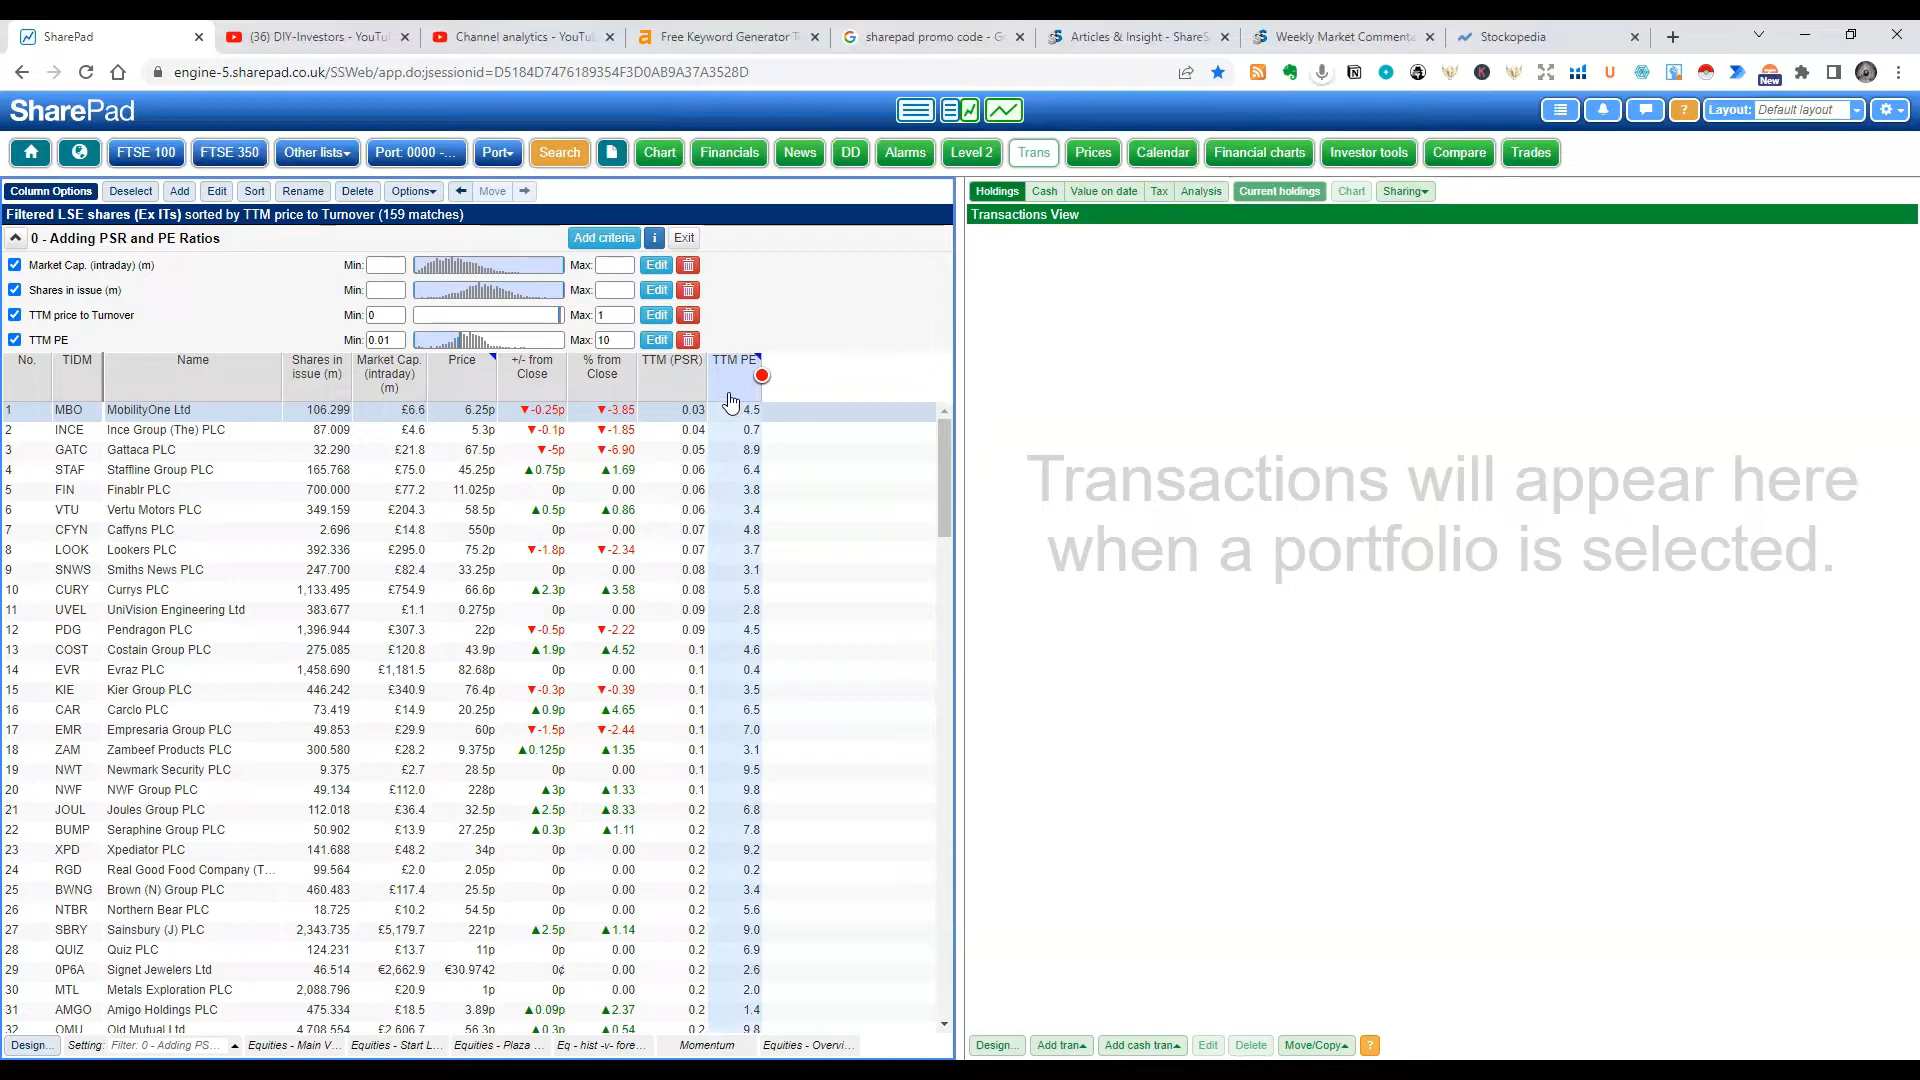 SharePad
(36) DIY-Investors - YouTu
Channel analytics - YouTu
Free Keyword Generator T
sharepad promo code - G
Articles & Insight - ShareS
Weekly Market Commenta
Stockopedia
engine-5.sharepad.co.uk/SSWeb/app.do;jsessionid=D5184D7476189354F3D0AB9A37A3528D
New
SharePad
Layout: Default layout
FTSE 100 FTSE 350 Other lists Port: 0000 -... Port Search Chart Financials News DD Alarms Level 2 Trans Prices Calendar Financial charts Investor tools Compare Trades
Column Options Deselect Add Edit Sort Rename Delete Options Move
Holdings Cash Value on date Tax Analysis Current holdings Chart Sharing
Filtered LSE shares (Ex ITs) sorted by TTM price to Turnover (159 matches)
Transactions View
0 - Adding PSR and PE Ratios Add criteria i Exit
Market Cap. (intraday) (m) Min: Max: Edit
Shares in issue (m) Min: Max: Edit
TTM price to Turnover Min: 0 Max: 1 Edit
TTM PE Min: 0.01 Max: 10 Edit
No. TIDM Name Shares in issue (m) Market Cap. (intraday) (m) Price +/- from Close % from Close TTM (PSR) TTM PE
1 MBO MobilityOne Ltd 106.299 £6.6 6.25p ▼-0.25p ▼-3.85 0.03 4.5
2 INCE Ince Group (The) PLC 87.009 £4.6 5.3p ▼-0.1p ▼-1.85 0.04 0.7
3 GATC Gattaca PLC 32.290 £21.8 67.5p ▼-5p ▼-6.90 0.05 8.9
4 STAF Staffline Group PLC 165.768 £75.0 45.25p ▲0.75p ▲1.69 0.06 6.4
5 FIN Finablr PLC 700.000 £77.2 11.025p 0p 0.00 0.06 3.8
6 VTU Vertu Motors PLC 349.159 £204.3 58.5p ▲0.5p ▲0.86 0.06 3.4
7 CFYN Caffyns PLC 2.696 £14.8 550p 0p 0.00 0.07 4.8
8 LOOK Lookers PLC 392.336 £295.0 75.2p ▼-1.8p ▼-2.34 0.07 3.7
9 SNWS Smiths News PLC 247.700 £82.4 33.25p 0p 0.00 0.08 3.1
10 CURY Currys PLC 1,133.495 £754.9 66.6p ▲2.3p ▲3.58 0.08 5.8
11 UVEL UniVision Engineering Ltd 383.677 £1.1 0.275p 0p 0.00 0.09 2.8
12 PDG Pendragon PLC 1,396.944 £307.3 22p ▼-0.5p ▼-2.22 0.09 4.5
13 COST Costain Group PLC 275.085 £120.8 43.9p ▲1.9p ▲4.52 0.1 4.6
14 EVR Evraz PLC 1,458.690 £1,181.5 82.68p 0p 0.00 0.1 0.4
15 KIE Kier Group PLC 446.242 £340.9 76.4p ▼-0.3p ▼-0.39 0.1 3.5
16 CAR Carclo PLC 73.419 £14.9 20.25p ▲0.9p ▲4.65 0.1 6.5
17 EMR Empresaria Group PLC 49.853 £29.9 60p ▼-1.5p ▼-2.44 0.1 7.0
18 ZAM Zambeef Products PLC 300.580 £28.2 9.375p ▲0.125p ▲1.35 0.1 3.1
19 NWT Newmark Security PLC 9.375 £2.7 28.5p 0p 0.00 0.1 9.5
20 NWF NWF Group PLC 49.134 £112.0 228p ▲3p ▲1.33 0.1 9.8
21 JOUL Joules Group PLC 112.018 £36.4 32.5p ▲2.5p ▲8.33 0.2 6.8
22 BUMP Seraphine Group PLC 50.902 £13.9 27.25p ▲0.3p ▲1.11 0.2 7.8
23 XPD Xpediator PLC 141.688 £48.2 34p 0p 0.00 0.2 9.2
24 RGD Real Good Food Company (T... 99.564 £2.0 2.05p 0p 0.00 0.2 0.2
25 BWNG Brown (N) Group PLC 460.483 £117.4 25.5p 0p 0.00 0.2 3.4
26 NTBR Northern Bear PLC 18.725 £10.2 54.5p 0p 0.00 0.2 5.6
27 SBRY Sainsbury (J) PLC 2,343.735 £5,179.7 221p ▲2.5p ▲1.14 0.2 9.0
28 QUIZ Quiz PLC 124.231 £13.7 11p 0p 0.00 0.2 6.9
29 0P6A Signet Jewelers Ltd 46.514 €2,662.9 €30.9742 0¢ 0.00 0.2 2.6
30 MTL Metals Exploration PLC 2,088.796 £20.9 1p 0p 0.00 0.2 2.0
31 AMGO Amigo Holdings PLC 475.334 £18.5 3.89p ▲0.09p ▲2.37 0.2 1.4
32 OMU Old Mutual Ltd 4,708.554 £2,606.7 56.3p ▲0.3p ▲0.54 0.2 9.8
Transactions will appear here
when a portfolio is selected.
Design... Setting: Filter: 0 - Adding PS... Equities - Main V... Equities - Start L... Equities - Plaza ... Eq - hist -v- fore... Momentum Equities - Overvi...
Design... Add tran Add cash tran Edit Delete Move/Copy ?